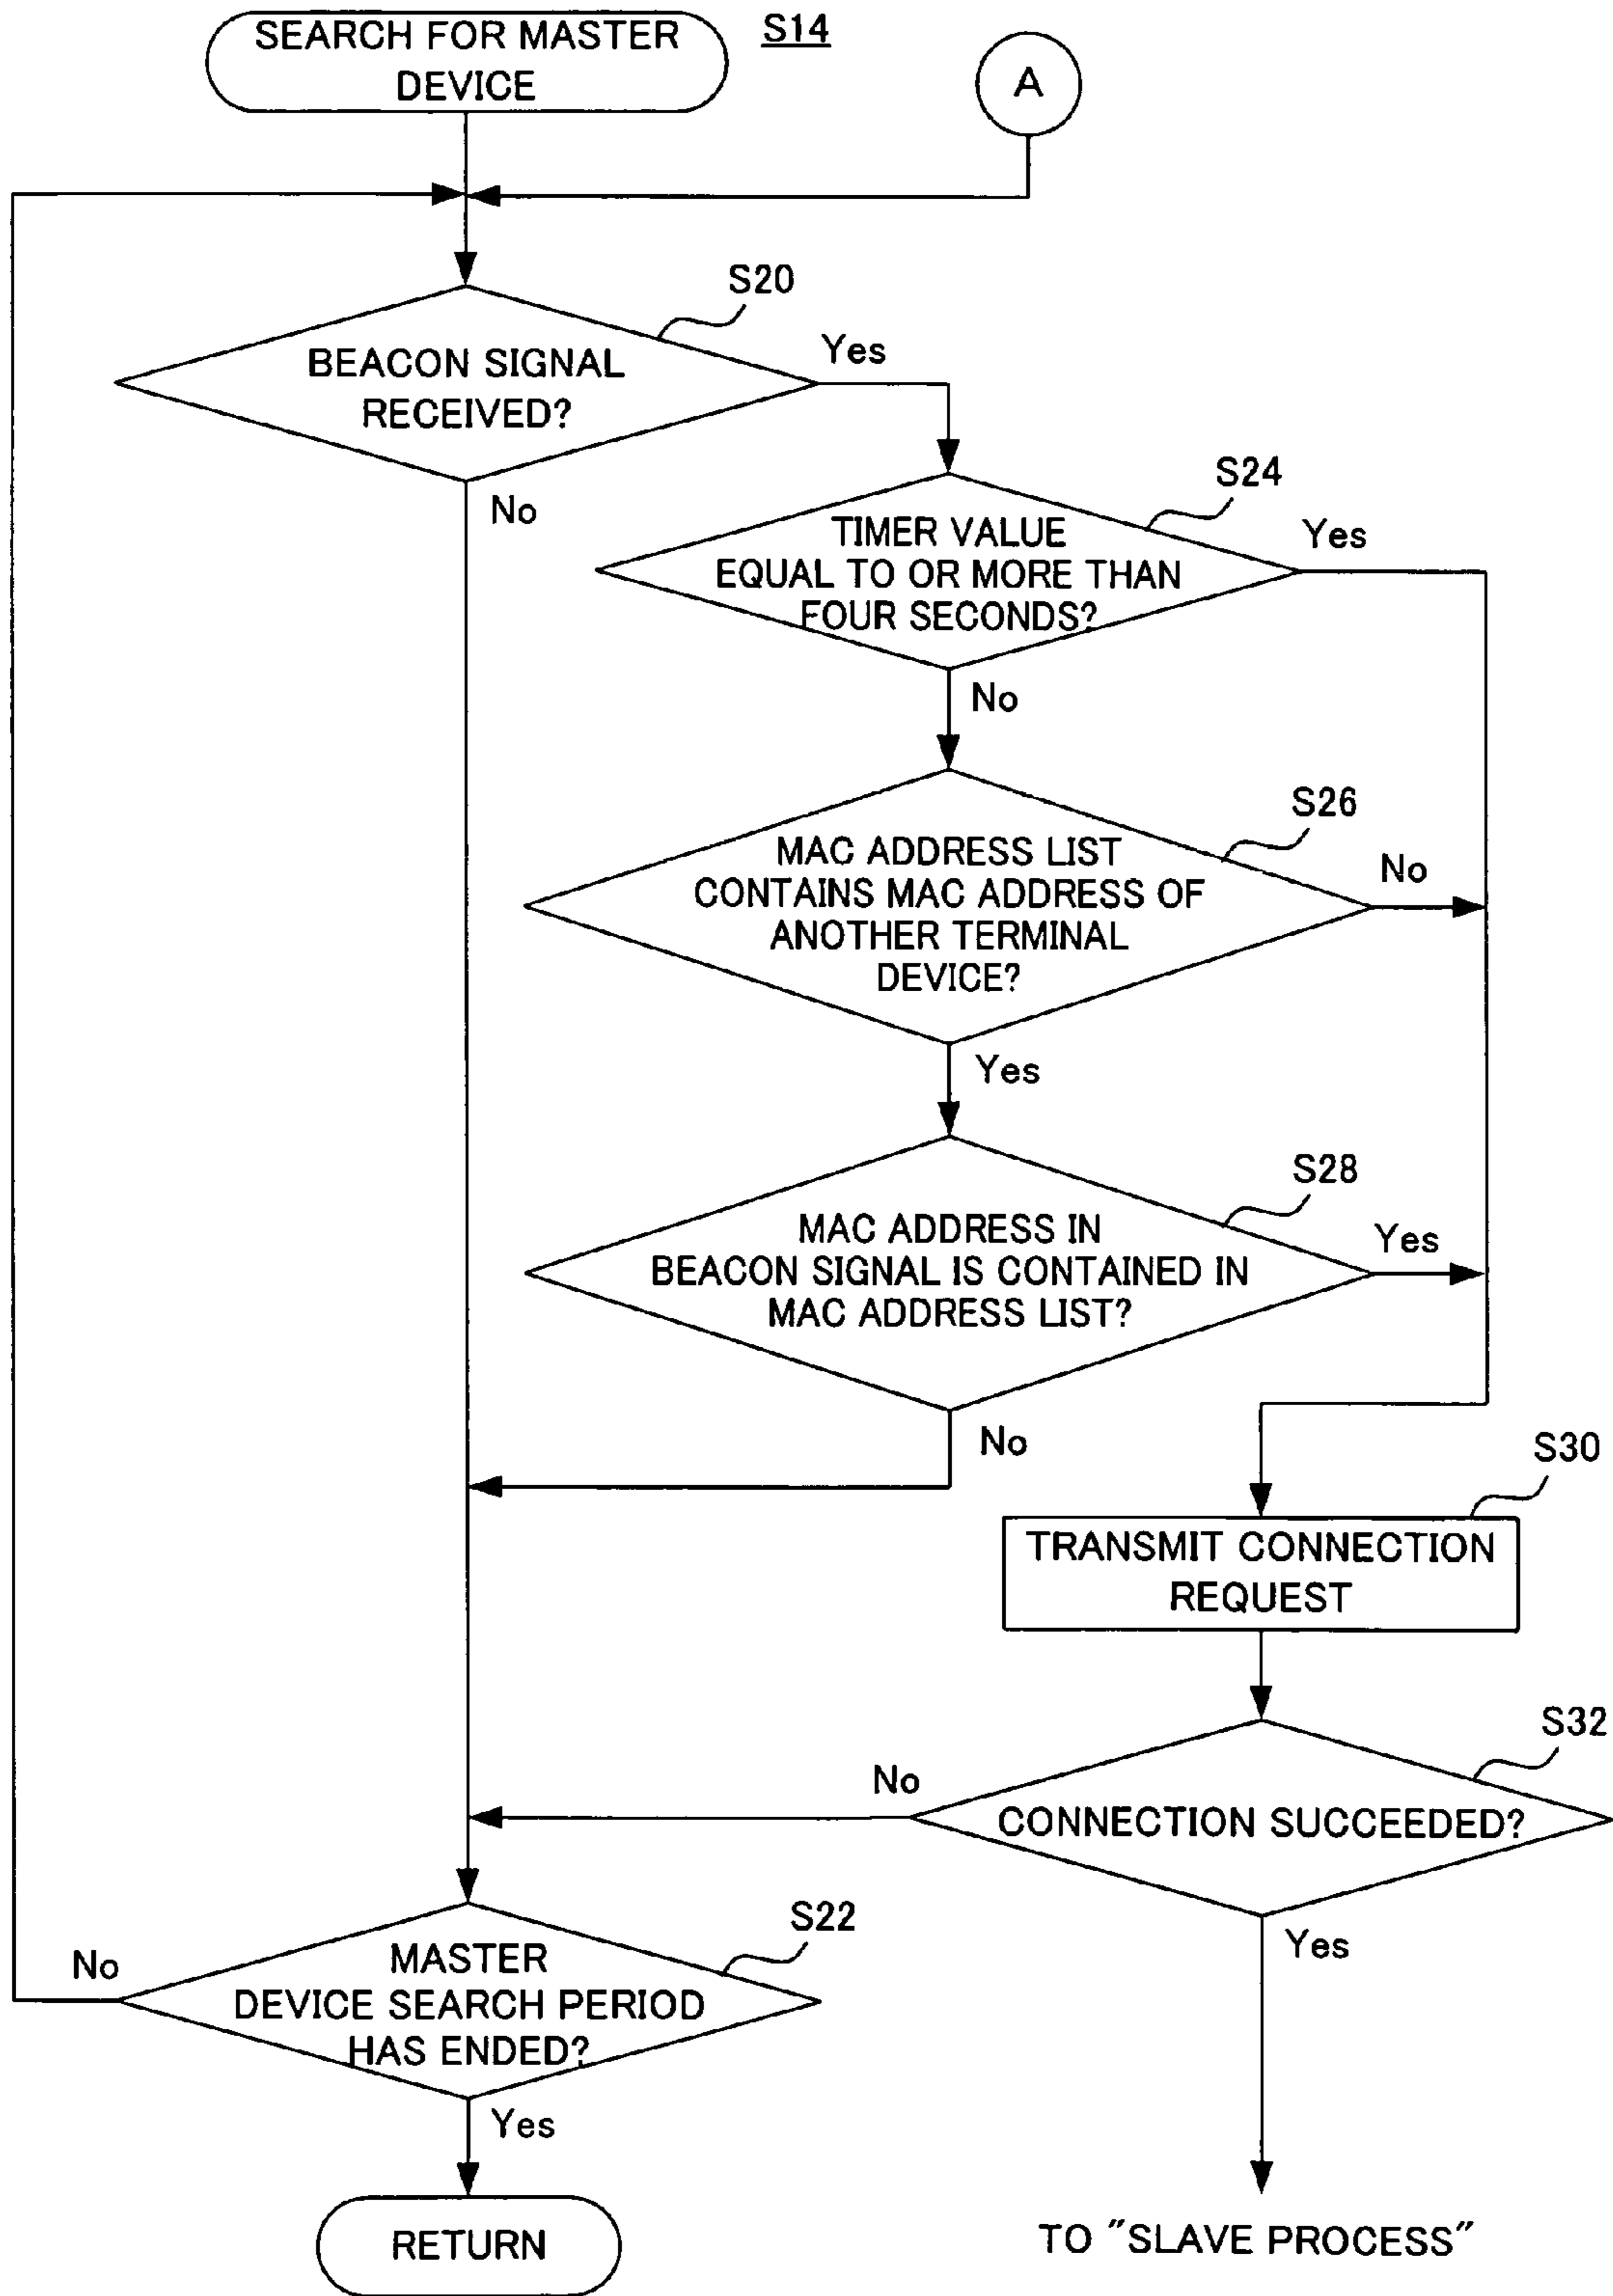 SEARCH FOR MASTER
DEVICE
S14
A
S20
BEACON SIGNAL
RECEIVED?
Yes
No
S24
TIMER VALUE
EQUAL TO OR MORE THAN
FOUR SECONDS?
Yes
No
S26
MAC ADDRESS LIST
CONTAINS MAC ADDRESS OF
ANOTHER TERMINAL
DEVICE?
No
Yes
S28
MAC ADDRESS IN
BEACON SIGNAL IS CONTAINED IN
MAC ADDRESS LIST?
Yes
No
S30
TRANSMIT CONNECTION
REQUEST
S32
CONNECTION SUCCEEDED?
No
Yes
S22
MASTER
DEVICE SEARCH PERIOD
HAS ENDED?
No
Yes
RETURN
TO "SLAVE PROCESS"